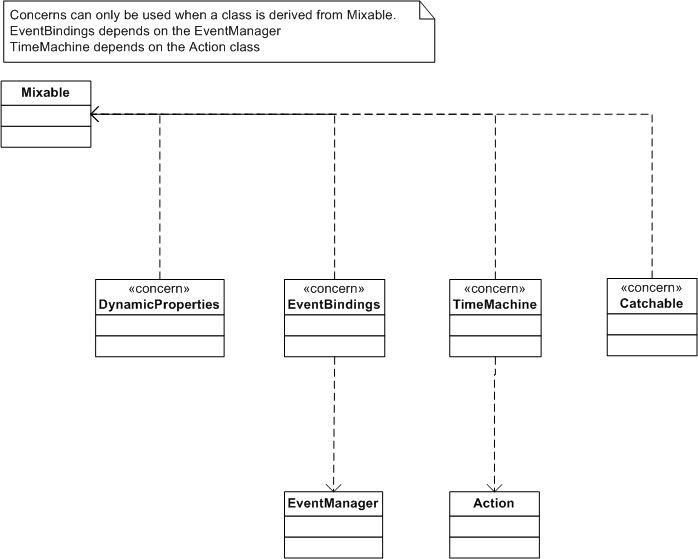 Concerns can only be used when a class is derived from Mixable.
EventBindings depends on the EventManager
TimeMachine depends on the Action class
Mixable
«concern»
DynamicProperties
«concern»
EventBindings
«concern»
TimeMachine
«concern»
Catchable
EventManager
Action